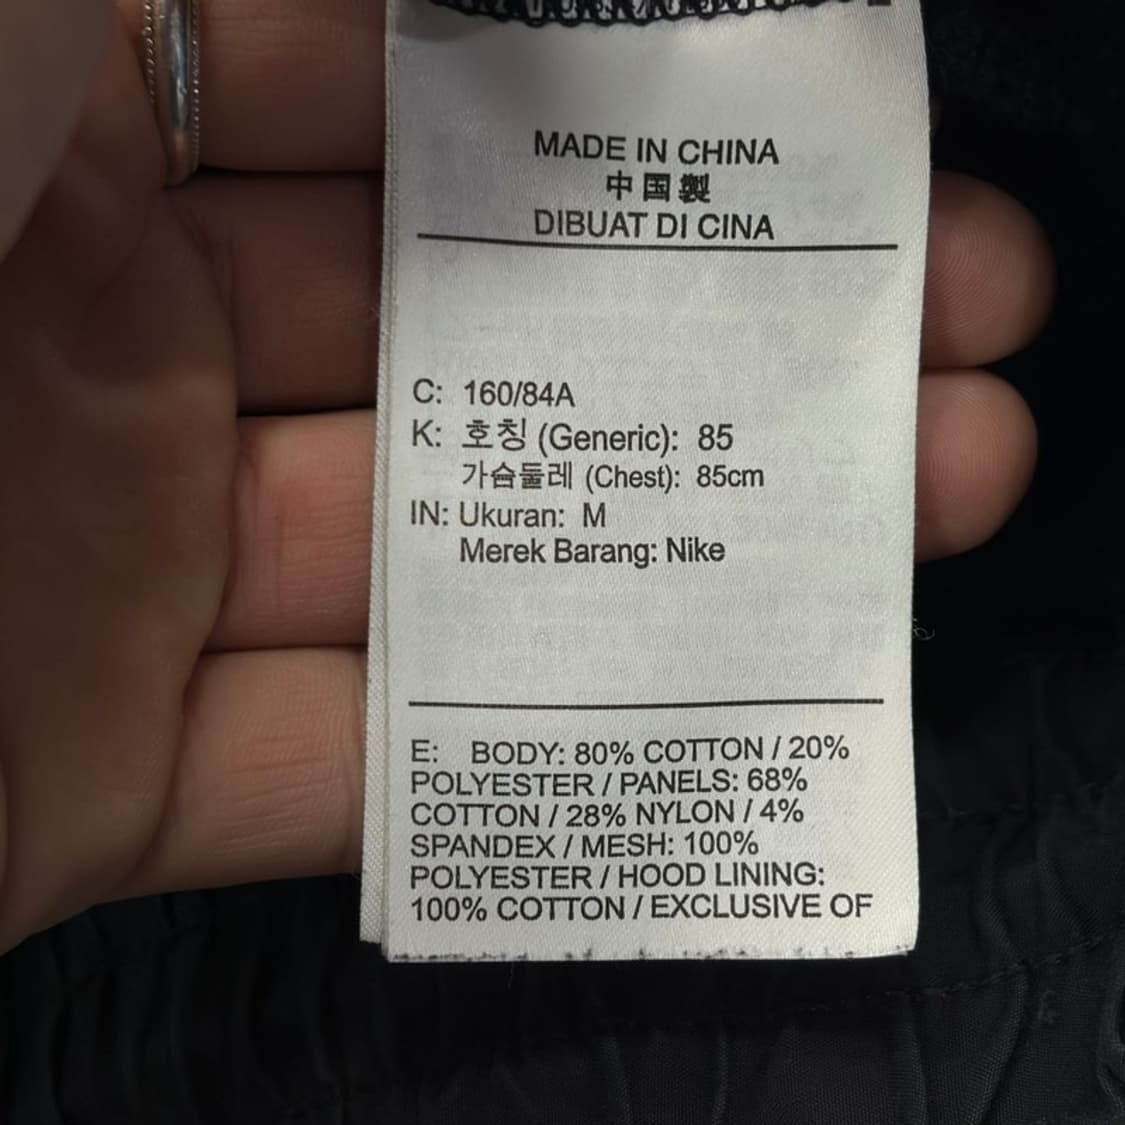 MADE IN CHINA
中国製
DIBUAT DI CINA
C: 160/84A
K: 호칭 (Generic): 85
가슴둘레 (Chest): 85cm
IN: Ukuran: M
Merek Barang: Nike
E: BODY: 80% COTTON / 20%
POLYESTER / PANELS: 68%
COTTON / 28% NYLON / 4%
SPANDEX / MESH: 100%
POLYESTER / HOOD LINING:
100% COTTON / EXCLUSIVE OF